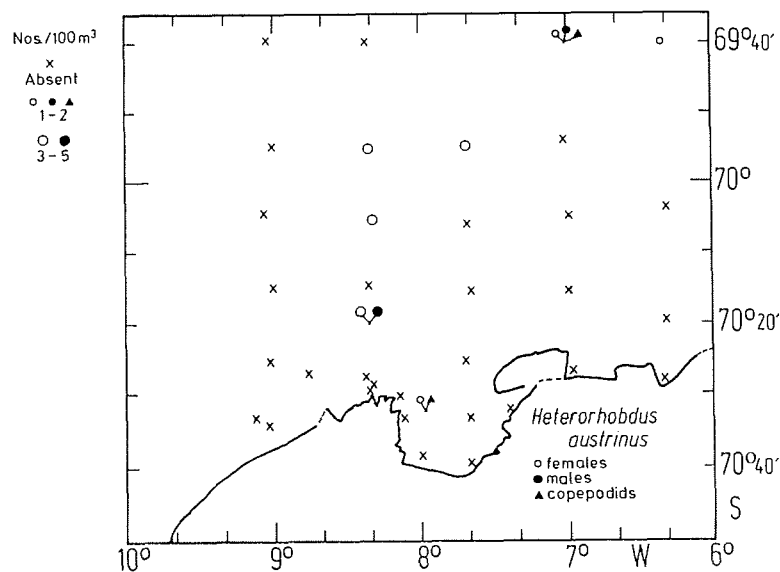 Nos./100 m³
x
Absent
○ ● ▲
1-2
○ ●
3-5
69°40'
70°
70°20'
70°40'
S
Heterorhobdus
austrinus
○ females
● males
▲ copepodids
10° 9° 8° 7° W 6°